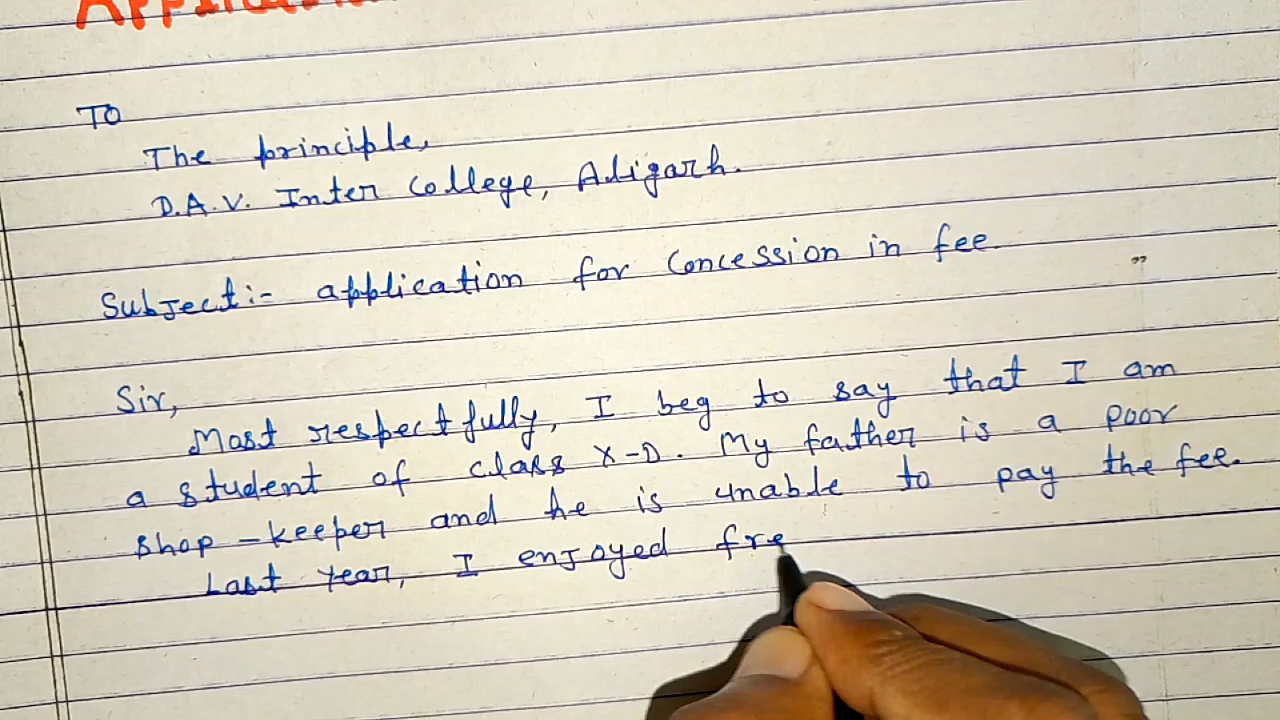 TO
The principle,
D.A.V. Inter College, Aligarh.
Subject:- application for Concession in fee.
”
Sir,
Most respectfully, I beg to say that I am
a student of class X-D. My father is a poor
shop-keeper and he is unable to pay the fee.
Last year, I enjoyed fre